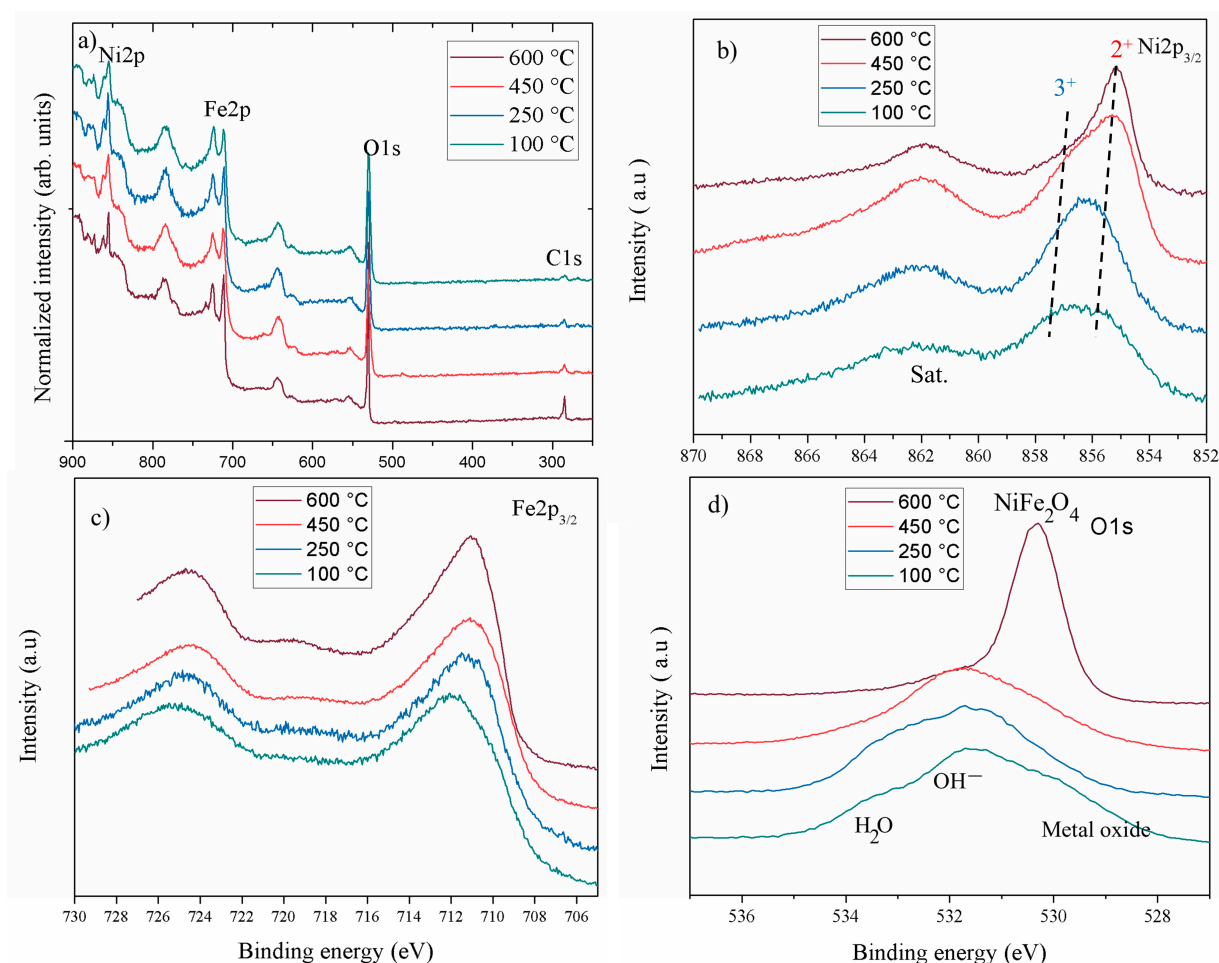 a)
Ni2p
Fe2p
O1s
C1s
600 °C
450 °C
250 °C
100 °C
Normalized intensity (arb. units)
900 800 700 600 500 400 300
b)
600 °C
450 °C
250 °C
100 °C
3⁺
2⁺
Ni2p₃/₂
Sat.
Intensity ( a.u )
870 868 866 864 862 860 858 856 854 852
c)
600 °C
450 °C
250 °C
100 °C
Fe2p₃/₂
Intensity (a.u )
730 728 726 724 722 720 718 716 714 712 710 708 706
Binding energy (eV)
d)
600 °C
450 °C
250 °C
100 °C
NiFe₂O₄
O1s
OH⁻
H₂O
Metal oxide
Intensity (a.u )
536 534 532 530 528
Binding energy (eV)